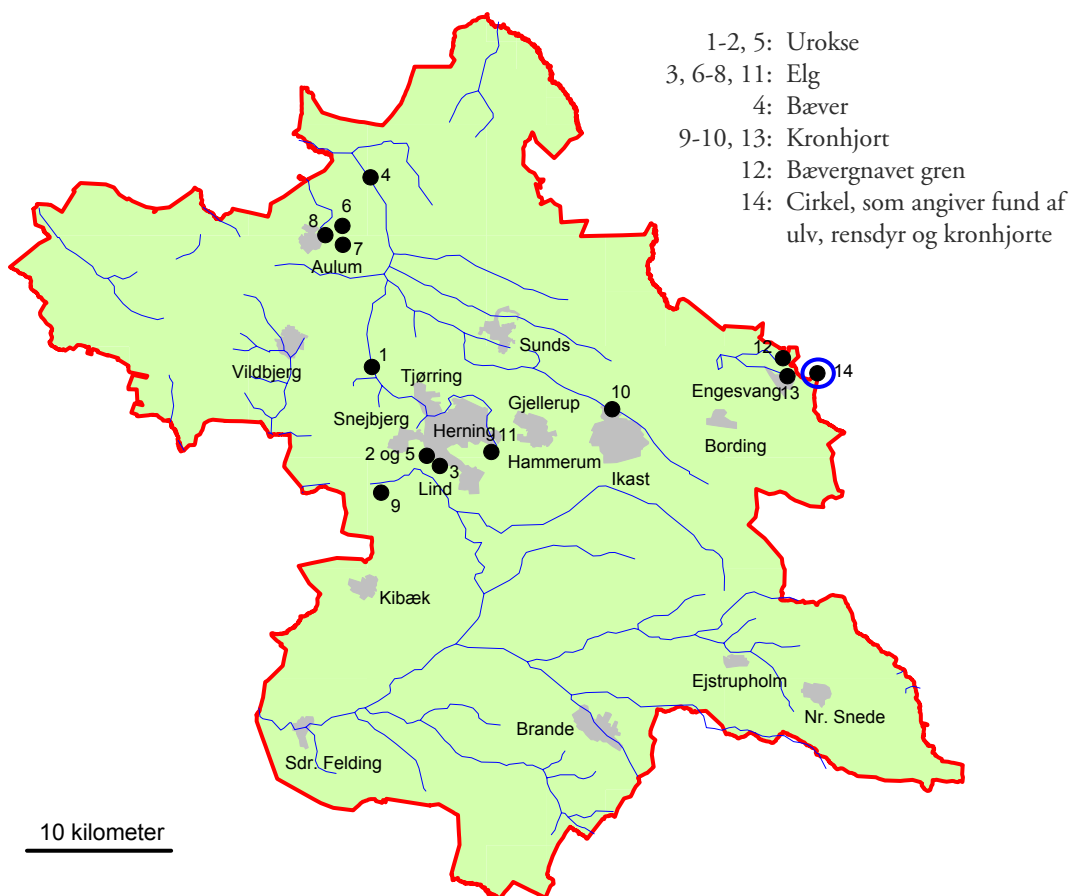 1-2, 5: Urokse
3, 6-8, 11: Elg
4: Bæver
9-10, 13: Kronhjort
12: Bævergnavet gren
14: Cirkel, som angiver fund af
ulv, rensdyr og kronhjorte
4
6
8
7
Aulum
Sunds
Vildbjerg
1
Tjørring
12
14
Engesvang
13
10
Snejbjerg
Gjellerup
Herning
Bording
11
2 og 5
Hammerum
3
Ikast
Lind
9
Kibæk
Ejstrupholm
Nr. Snede
Brande
Sdr. Felding
10 kilometer